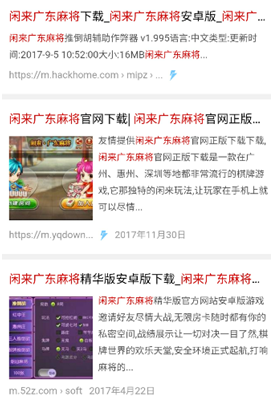 闲来广东麻将下载_闲来广东麻将安卓版_闲来广...
闲来广东麻将推倒胡辅助作弊器 v1.995语言:中文类型:更新时
间:2017-9-5 10:52:00大小:16MB闲来广东麻将...
https://m.hackhome.com › mipz › ...
闲来广东麻将官网下载|闲来广东麻将官网正版...
友情提供闲来广东麻将官网正版下载下载,
闲来广东麻将官网正版下载是一款在广
州、惠州、深圳等地都非常流行的棋牌游
戏,它那独特的闲来玩法,让玩家在手机上就
可以尽情...
https://m.yqdown... 2017年11月30日
闲来广东麻将精华版安卓版下载_闲来广东麻将...
闲来广东麻将精华版官方网站安卓版游戏
邀请好友尽情大战,无限房卡随时都有你的
私密空间,战绩展示让一切对决一目了然,棋
牌世界的欢乐天堂,安全环境正式起航,打响
麻将的...
m.52z.com › soft 2017年4月22日